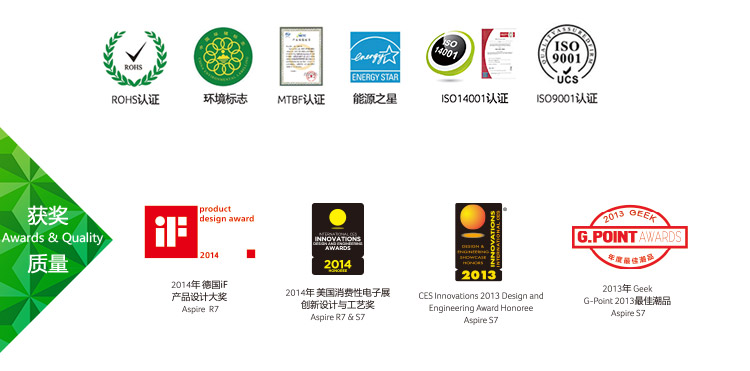 ROHS
ISO
14001
ISO
9001
UCS
ENERGY STAR
ROHS认证
环境标志
MTBF认证
能源之星
ISO14001认证
ISO9001认证
获奖
Awards & Quality
质量
iF
product
design award
2014
2014年 德国iF
产品设计大奖
Aspire R7
INTERNATIONAL CES
INNOVATIONS
DESIGN AND ENGINEERING
AWARDS
2014
HONOREE
2014年 美国消费性电子展
创新设计与工艺奖
Aspire R7 & S7
DESIGN &
ENGINEERING
SHOWCASE
HONORS
INNOVATIONS
INTERNATIONAL CES
2013
®
CES Innovations 2013 Design and
Engineering Award Honoree
Aspire S7
2013 GEEK
G.POINT AWARDS
年度最佳潮品
2013年 Geek
G-Point 2013最佳潮品
Aspire S7